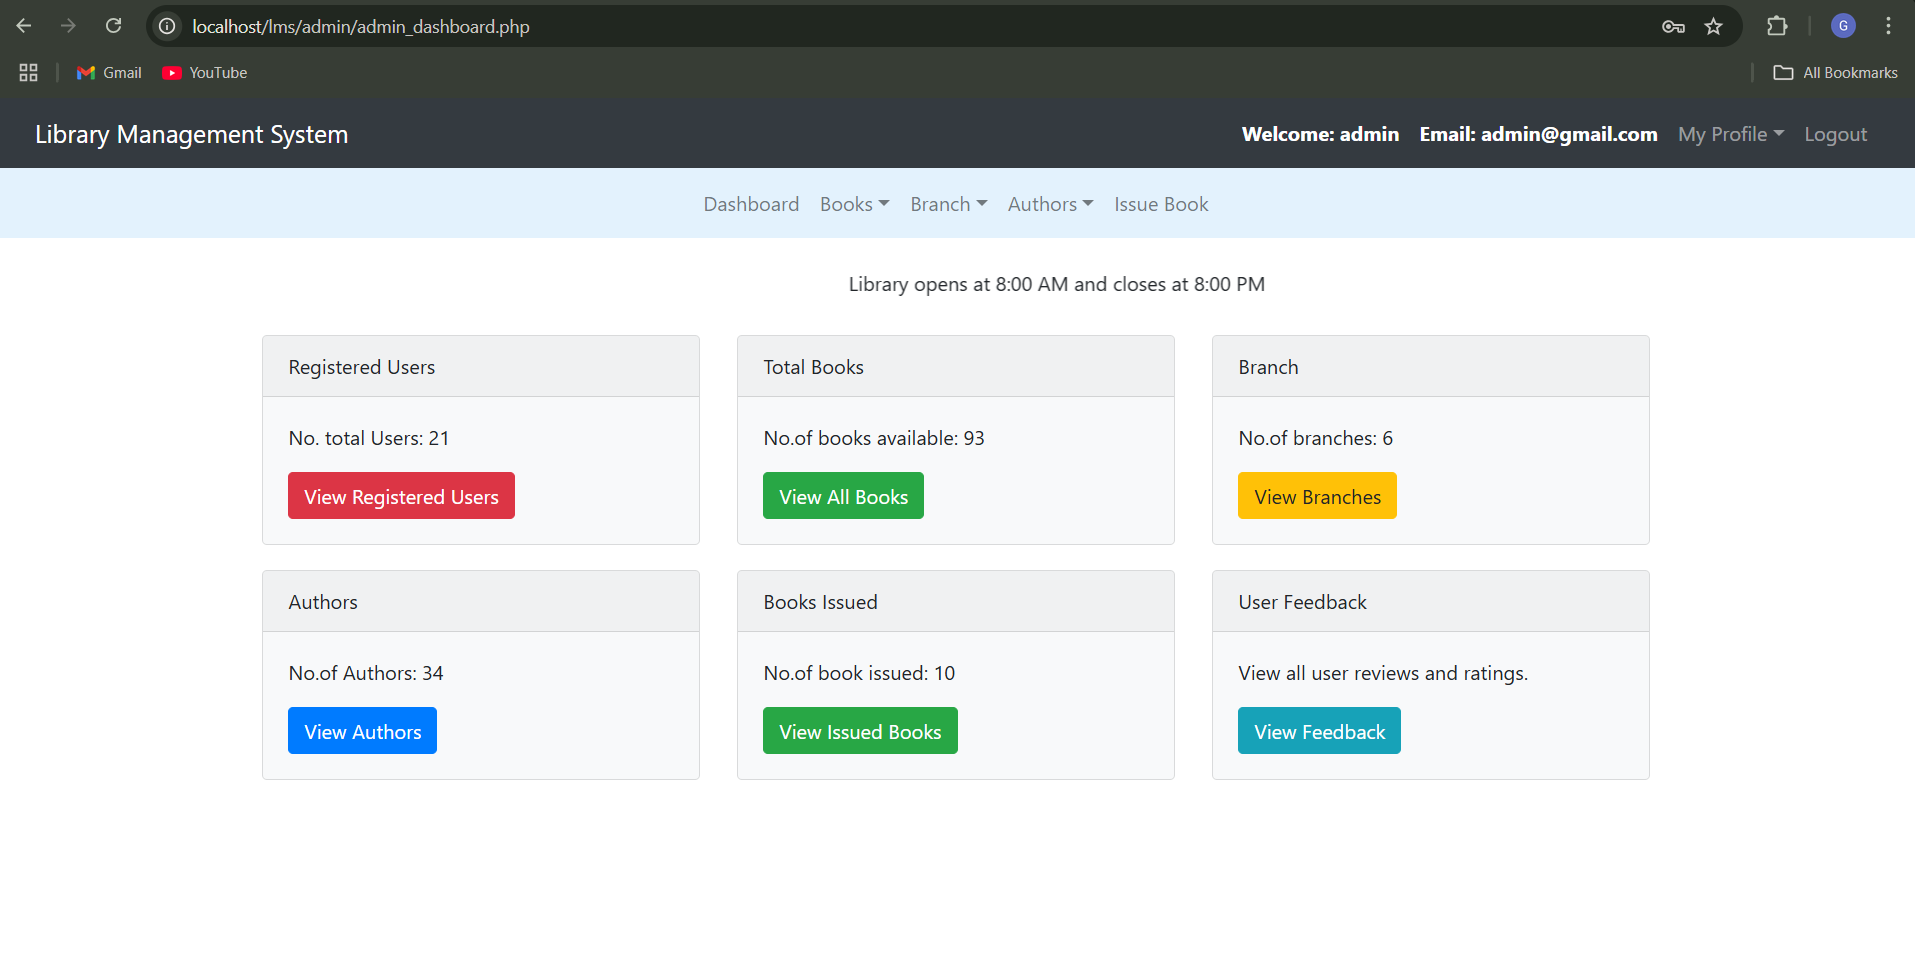 localhost/lms/admin/admin_dashboard.php
G
Gmail
YouTube
All Bookmarks
Library Management System
Welcome: admin
Email: admin@gmail.com
My Profile
Logout
Dashboard
Books
Branch
Authors
Issue Book
Library opens at 8:00 AM and closes at 8:00 PM
Registered Users
No. total Users: 21
View Registered Users
Total Books
No.of books available: 93
View All Books
Branch
No.of branches: 6
View Branches
Authors
No.of Authors: 34
View Authors
Books Issued
No.of book issued: 10
View Issued Books
User Feedback
View all user reviews and ratings.
View Feedback